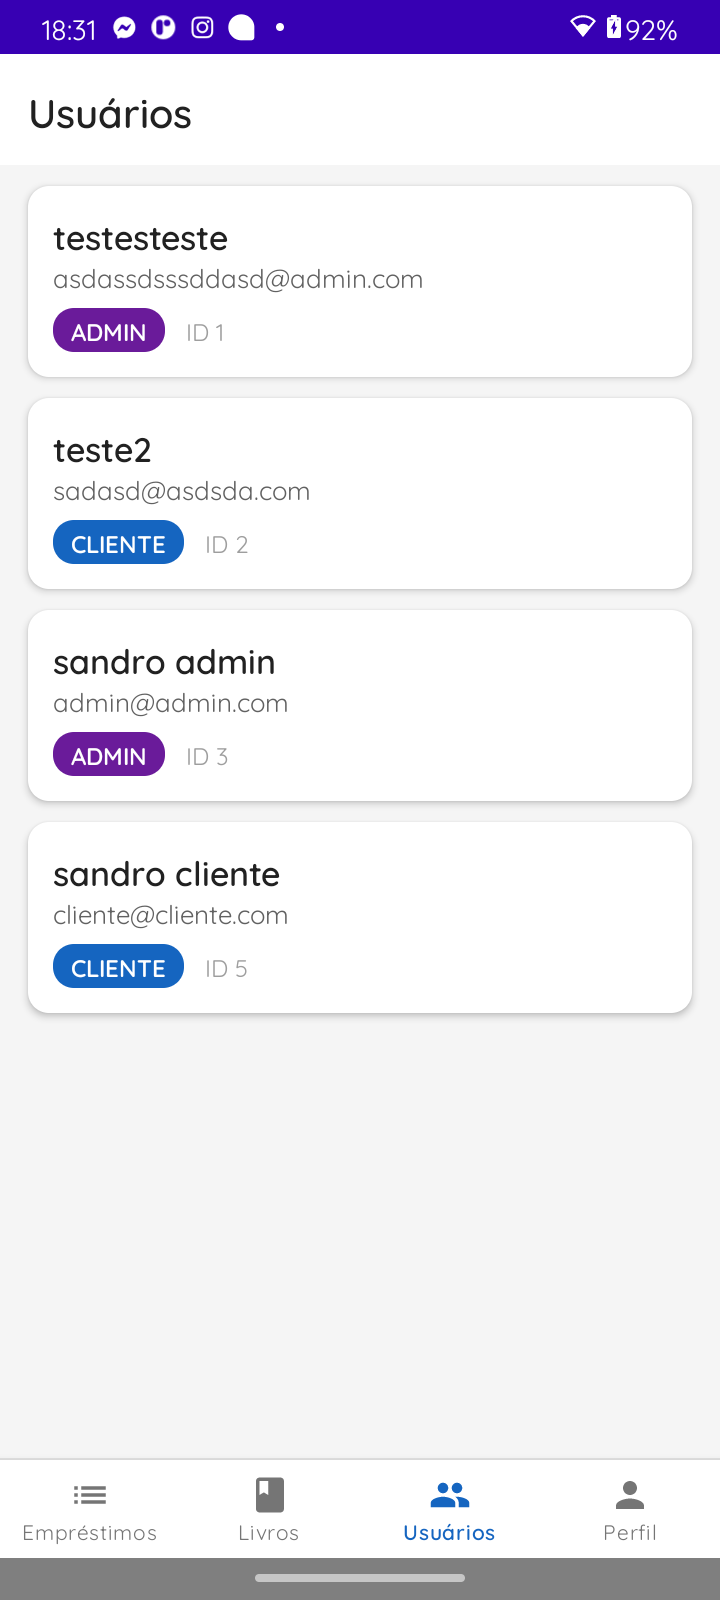 18:31 92%
Usuários
testesteste
asdassdsssddasd@admin.com
ADMIN ID 1
teste2
sadasd@asdsda.com
CLIENTE ID 2
sandro admin
admin@admin.com
ADMIN ID 3
sandro cliente
cliente@cliente.com
CLIENTE ID 5
Empréstimos Livros Usuários Perfil